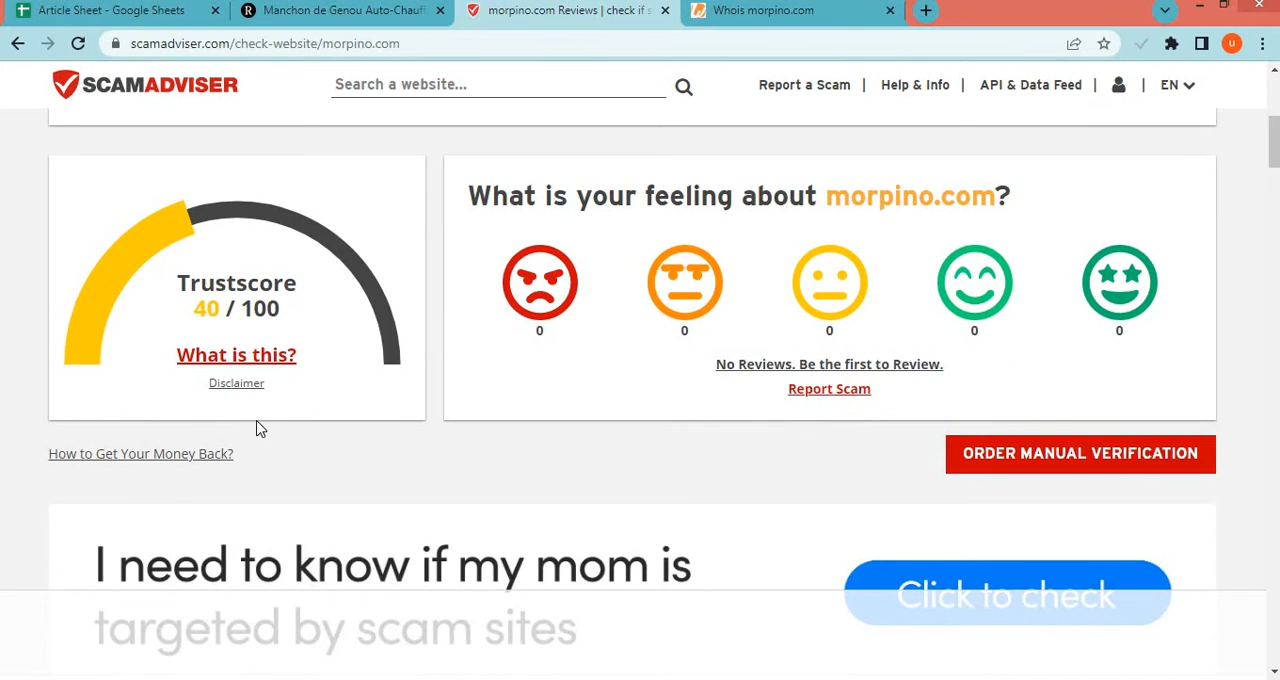 Article Sheet - Google Sheets
Manchon de Genou Auto-Chauff
morpino.com Reviews | check if s
Whois morpino.com
scamadviser.com/check-website/morpino.com
u
SCAMADVISER
Search a website...
Report a Scam | Help & Info | API & Data Feed | | EN
Trustscore
40 / 100
What is this?
Disclaimer
What is your feeling about morpino.com?
0 0 0 0 0
No Reviews. Be the first to Review.
Report Scam
How to Get Your Money Back?
ORDER MANUAL VERIFICATION
I need to know if my mom is
targeted by scam sites
Click to check